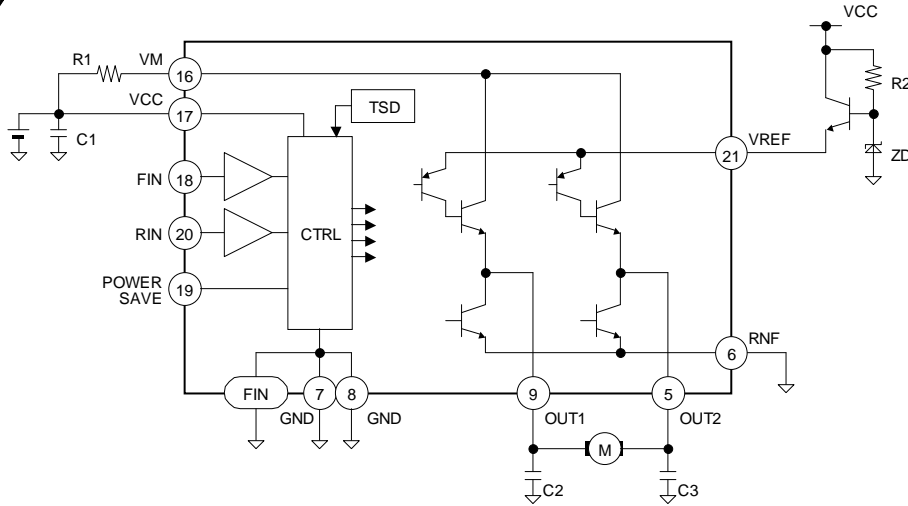 VCC
R1
VM
16
R2
VCC
17
TSD
C1
21
VREF
ZD
FIN
18
RIN
20
CTRL
POWER
SAVE
19
RNF
6
FIN
7
8
9
5
GND
GND
OUT1
OUT2
M
C2
C3